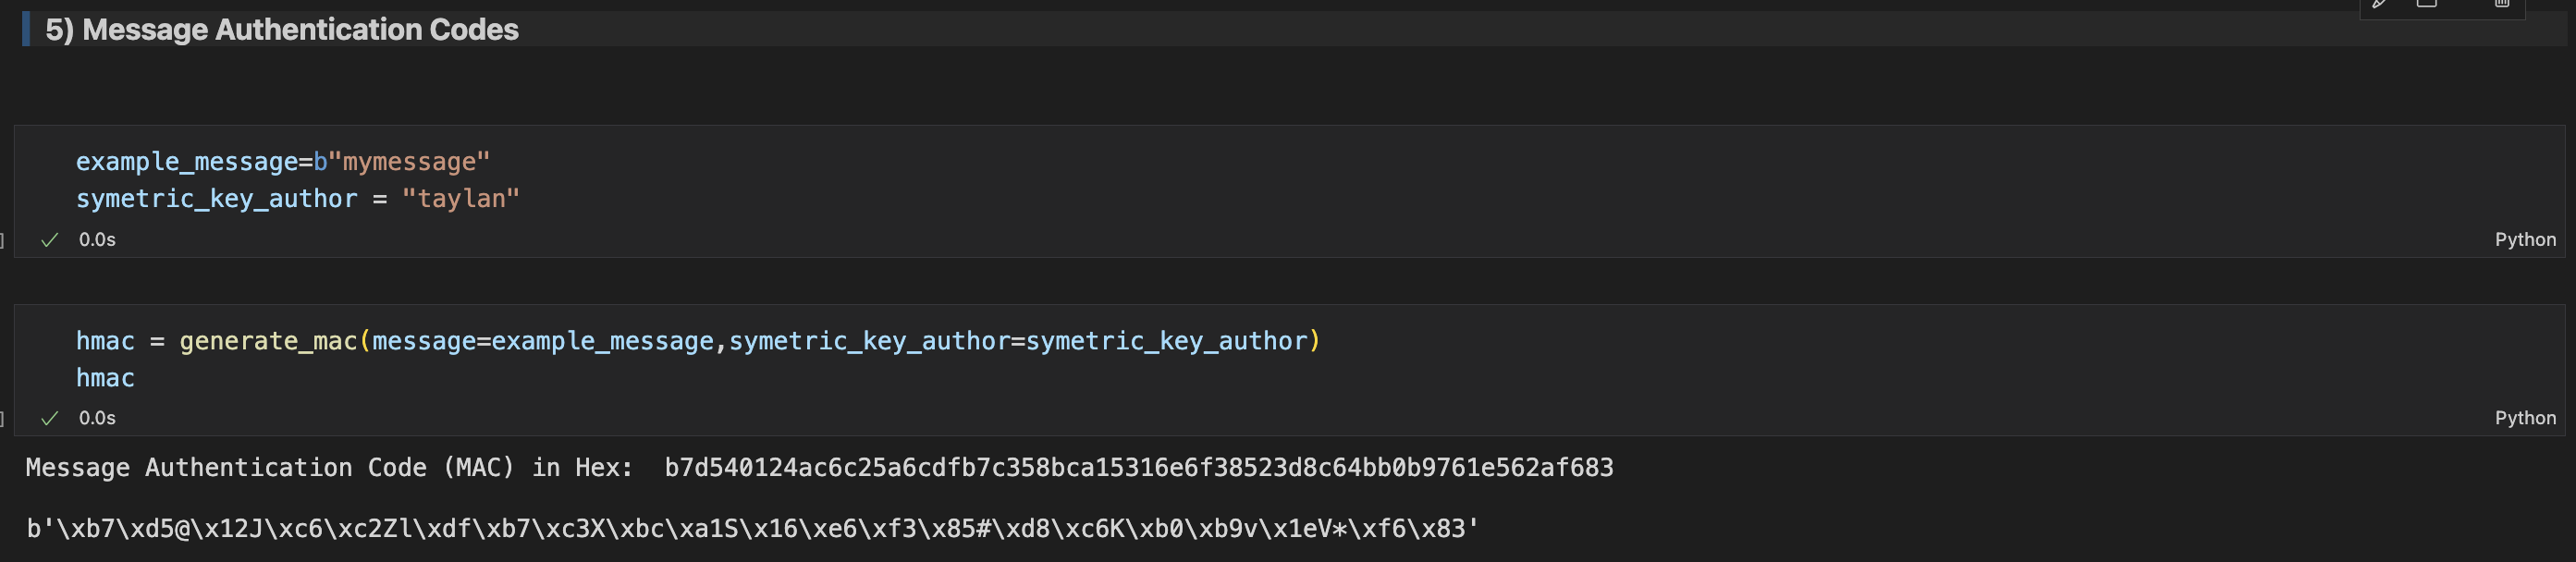 5) Message Authentication Codes
example_message=b"mymessage"
symetric_key_author = "taylan"
0.0s
Python
hmac = generate_mac(message=example_message,symetric_key_author=symetric_key_author)
hmac
0.0s
Python
Message Authentication Code (MAC) in Hex:  b7d540124ac6c25a6cdfb7c358bca15316e6f38523d8c64bb0b9761e562af683
b'\xb7\xd5@\x12J\xc6\xc2Zl\xdf\xb7\xc3X\xbc\xa1S\x16\xe6\xf3\x85#\xd8\xc6K\xb0\xb9v\x1eV*\xf6\x83'